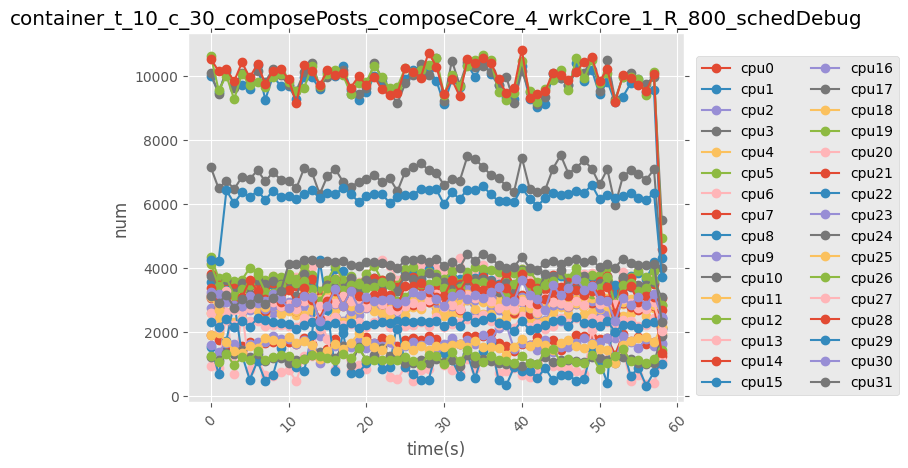 container_t_10_c_30_composePosts_composeCore_4_wrkCore_1_R_800_schedDebug
num
10000
8000
6000
4000
2000
0
0
10
20
30
40
50
60
time(s)
cpu0
cpu1
cpu2
cpu3
cpu4
cpu5
cpu6
cpu7
cpu8
cpu9
cpu10
cpu11
cpu12
cpu13
cpu14
cpu15
cpu16
cpu17
cpu18
cpu19
cpu20
cpu21
cpu22
cpu23
cpu24
cpu25
cpu26
cpu27
cpu28
cpu29
cpu30
cpu31